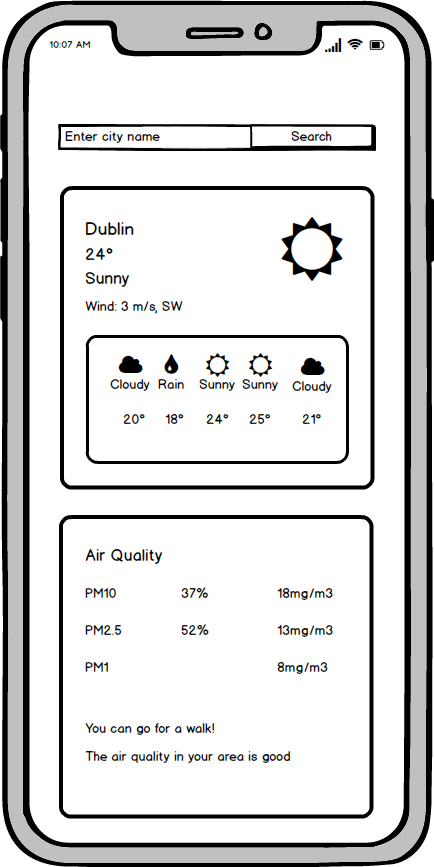 10:07 AM
Enter city name Search
Dublin
24°
Sunny
Wind: 3 m/s, SW
Cloudy Rain Sunny Sunny Cloudy
20° 18° 24° 25° 21°
Air Quality
PM10 37% 18mg/m3
PM2.5 52% 13mg/m3
PM1 8mg/m3
You can go for a walk!
The air quality in your area is good